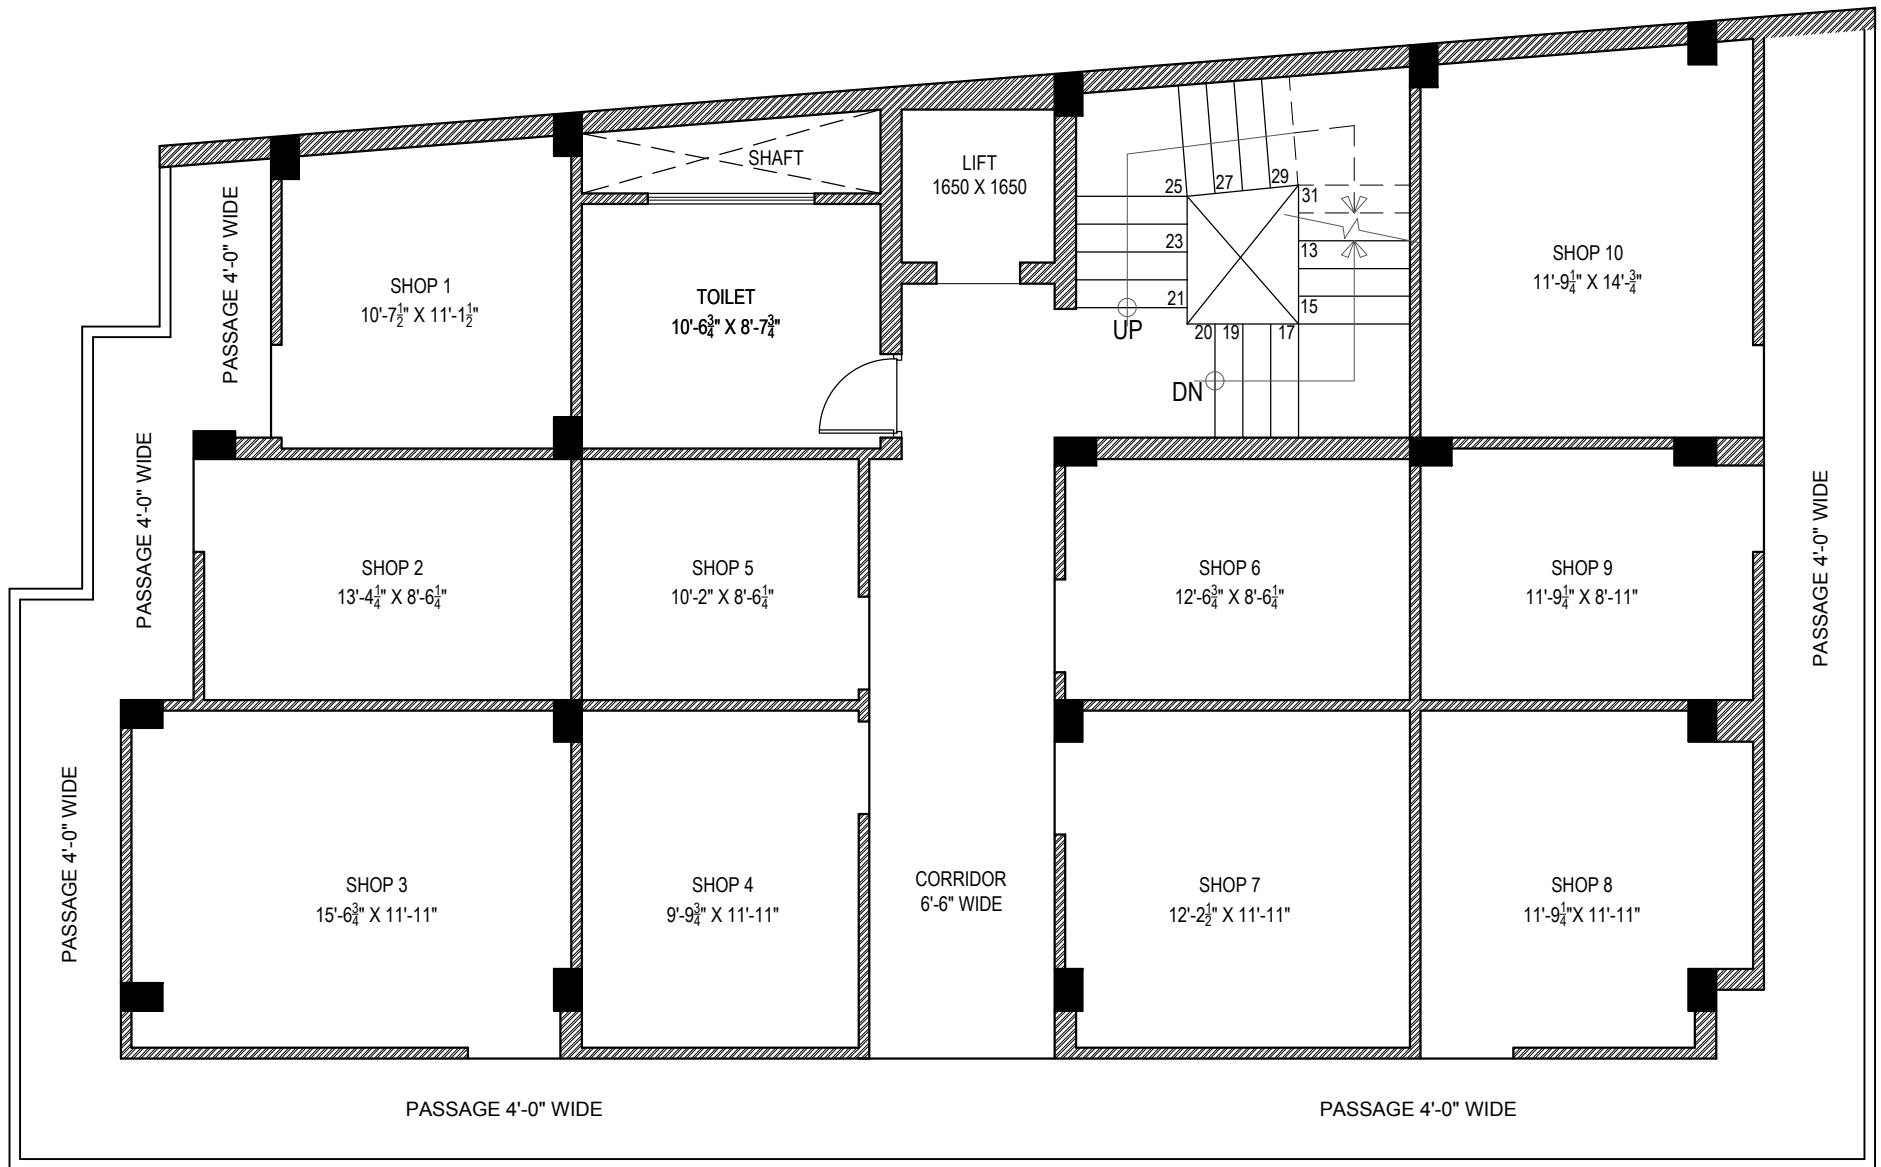 SHAFT
LIFT
1650 X 1650
25
27
29
31
23
13
21
15
20
19
17
UP
DN
PASSAGE 4'-0" WIDE
SHOP 1
10'-7½" X 11'-1½"
TOILET
10'-6¾" X 8'-7¾"
SHOP 10
11'-9¼" X 14'-¾"
PASSAGE 4'-0" WIDE
SHOP 2
13'-4¼" X 8'-6¼"
SHOP 5
10'-2" X 8'-6¼"
SHOP 6
12'-6¾" X 8'-6¼"
SHOP 9
11'-9¼" X 8'-11"
PASSAGE 4'-0" WIDE
PASSAGE 4'-0" WIDE
SHOP 3
15'-6¾" X 11'-11"
SHOP 4
9'-9¾" X 11'-11"
CORRIDOR
6'-6" WIDE
SHOP 7
12'-2½" X 11'-11"
SHOP 8
11'-9¼"X 11'-11"
PASSAGE 4'-0" WIDE
PASSAGE 4'-0" WIDE